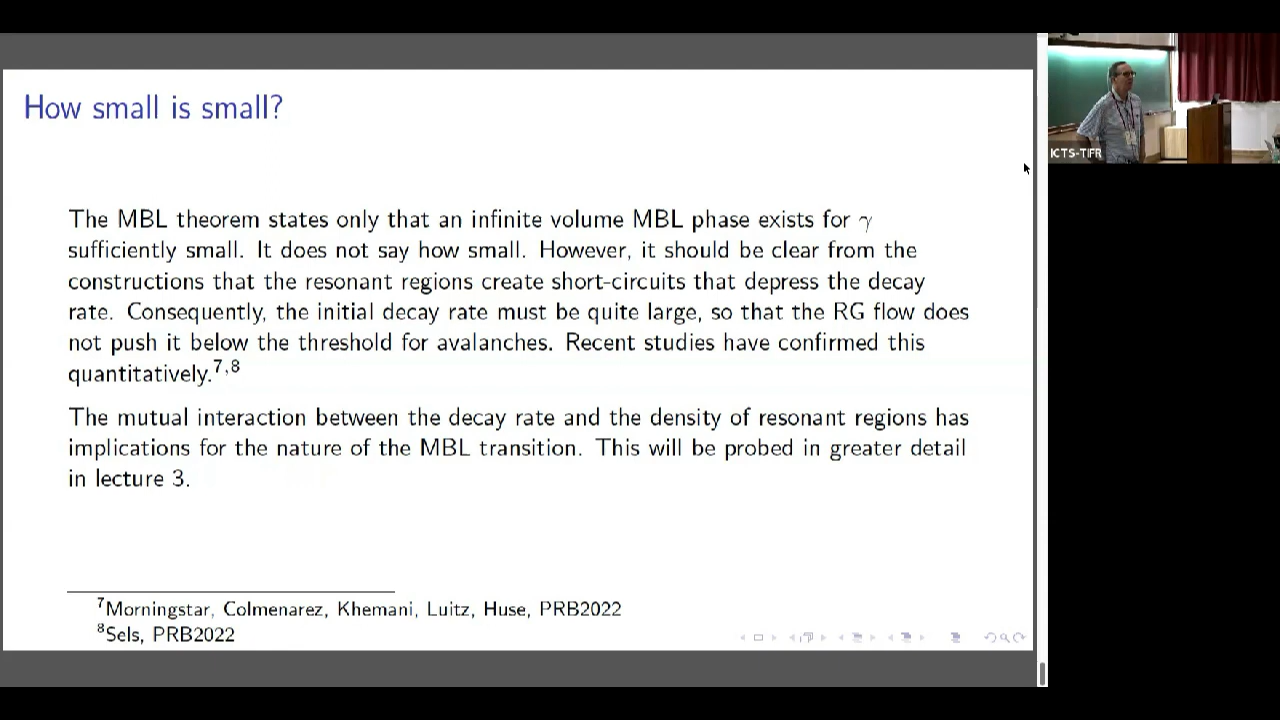 How small is small?
The MBL theorem states only that an infinite volume MBL phase exists for γ
sufficiently small. It does not say how small. However, it should be clear from the
constructions that the resonant regions create short-circuits that depress the decay
rate. Consequently, the initial decay rate must be quite large, so that the RG flow does
not push it below the threshold for avalanches. Recent studies have confirmed this
quantitatively.7,8
The mutual interaction between the decay rate and the density of resonant regions has
implications for the nature of the MBL transition. This will be probed in greater detail
in lecture 3.
7Morningstar, Colmenarez, Khemani, Luitz, Huse, PRB2022
8Sels, PRB2022
ICTS-TIFR